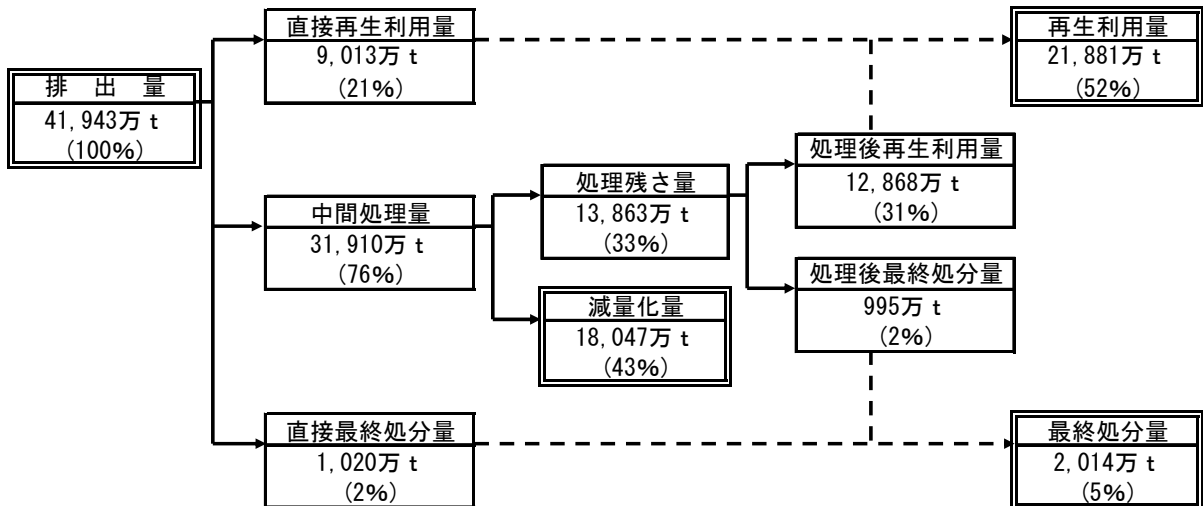 排 出 量
41,943万 t
(100%)
直接再生利用量
9,013万 t
(21%)
中間処理量
31,910万 t
(76%)
直接最終処分量
1,020万 t
(2%)
処理残さ量
13,863万 t
(33%)
減量化量
18,047万 t
(43%)
処理後再生利用量
12,868万 t
(31%)
処理後最終処分量
995万 t
(2%)
再生利用量
21,881万 t
(52%)
最終処分量
2,014万 t
(5%)